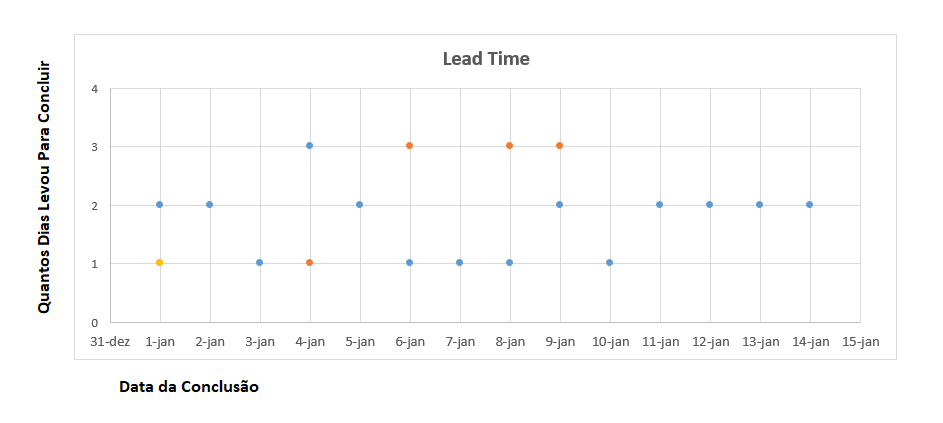 Lead Time
Quantos Dias Levou Para Concluir
4
3
2
1
0
31-dez 1-jan 2-jan 3-jan 4-jan 5-jan 6-jan 7-jan 8-jan 9-jan 10-jan 11-jan 12-jan 13-jan 14-jan 15-jan
Data da Conclusão